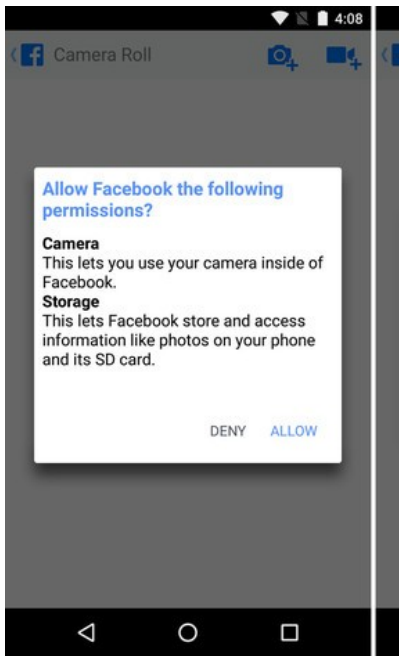 4:08
Camera Roll
Allow Facebook the following
permissions?
Camera
This lets you use your camera inside of
Facebook.
Storage
This lets Facebook store and access
information like photos on your phone
and its SD card.
DENY ALLOW